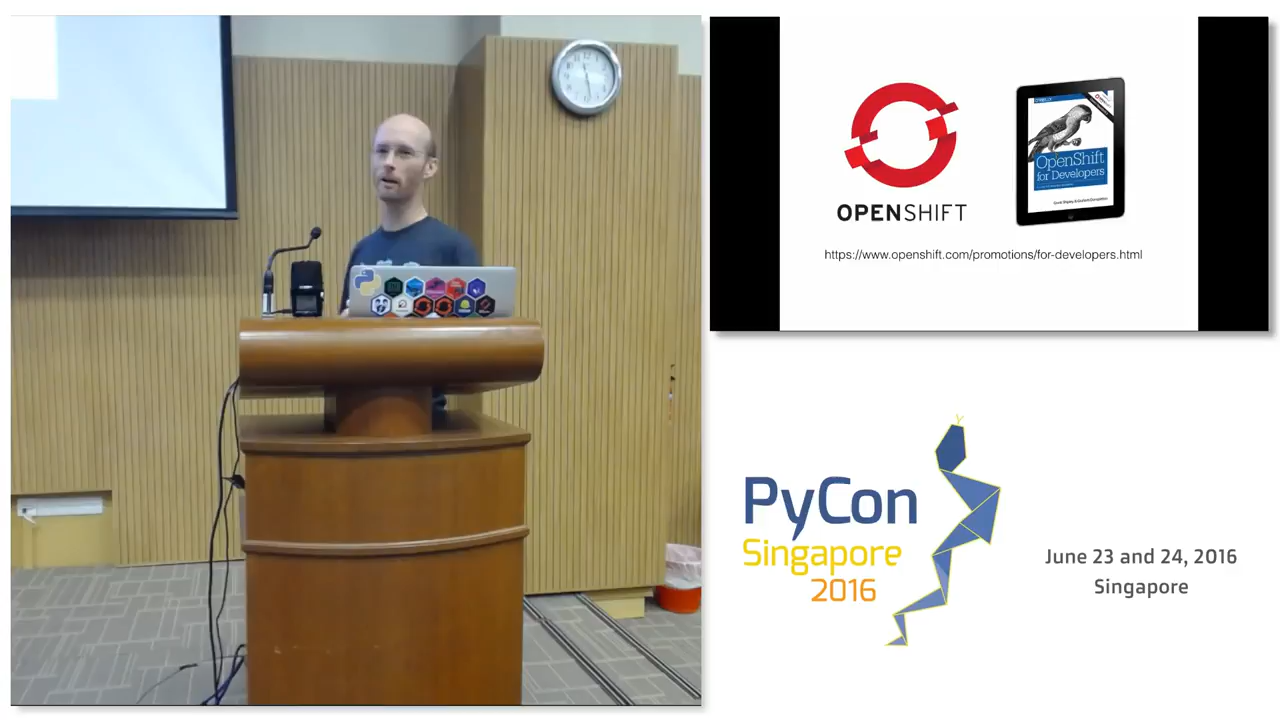 OPENSHIFT
O'REILLY
OpenShift
for Developers
https://www.openshift.com/promotions/for-developers.html
PyCon
Singapore
2016
June 23 and 24, 2016
Singapore